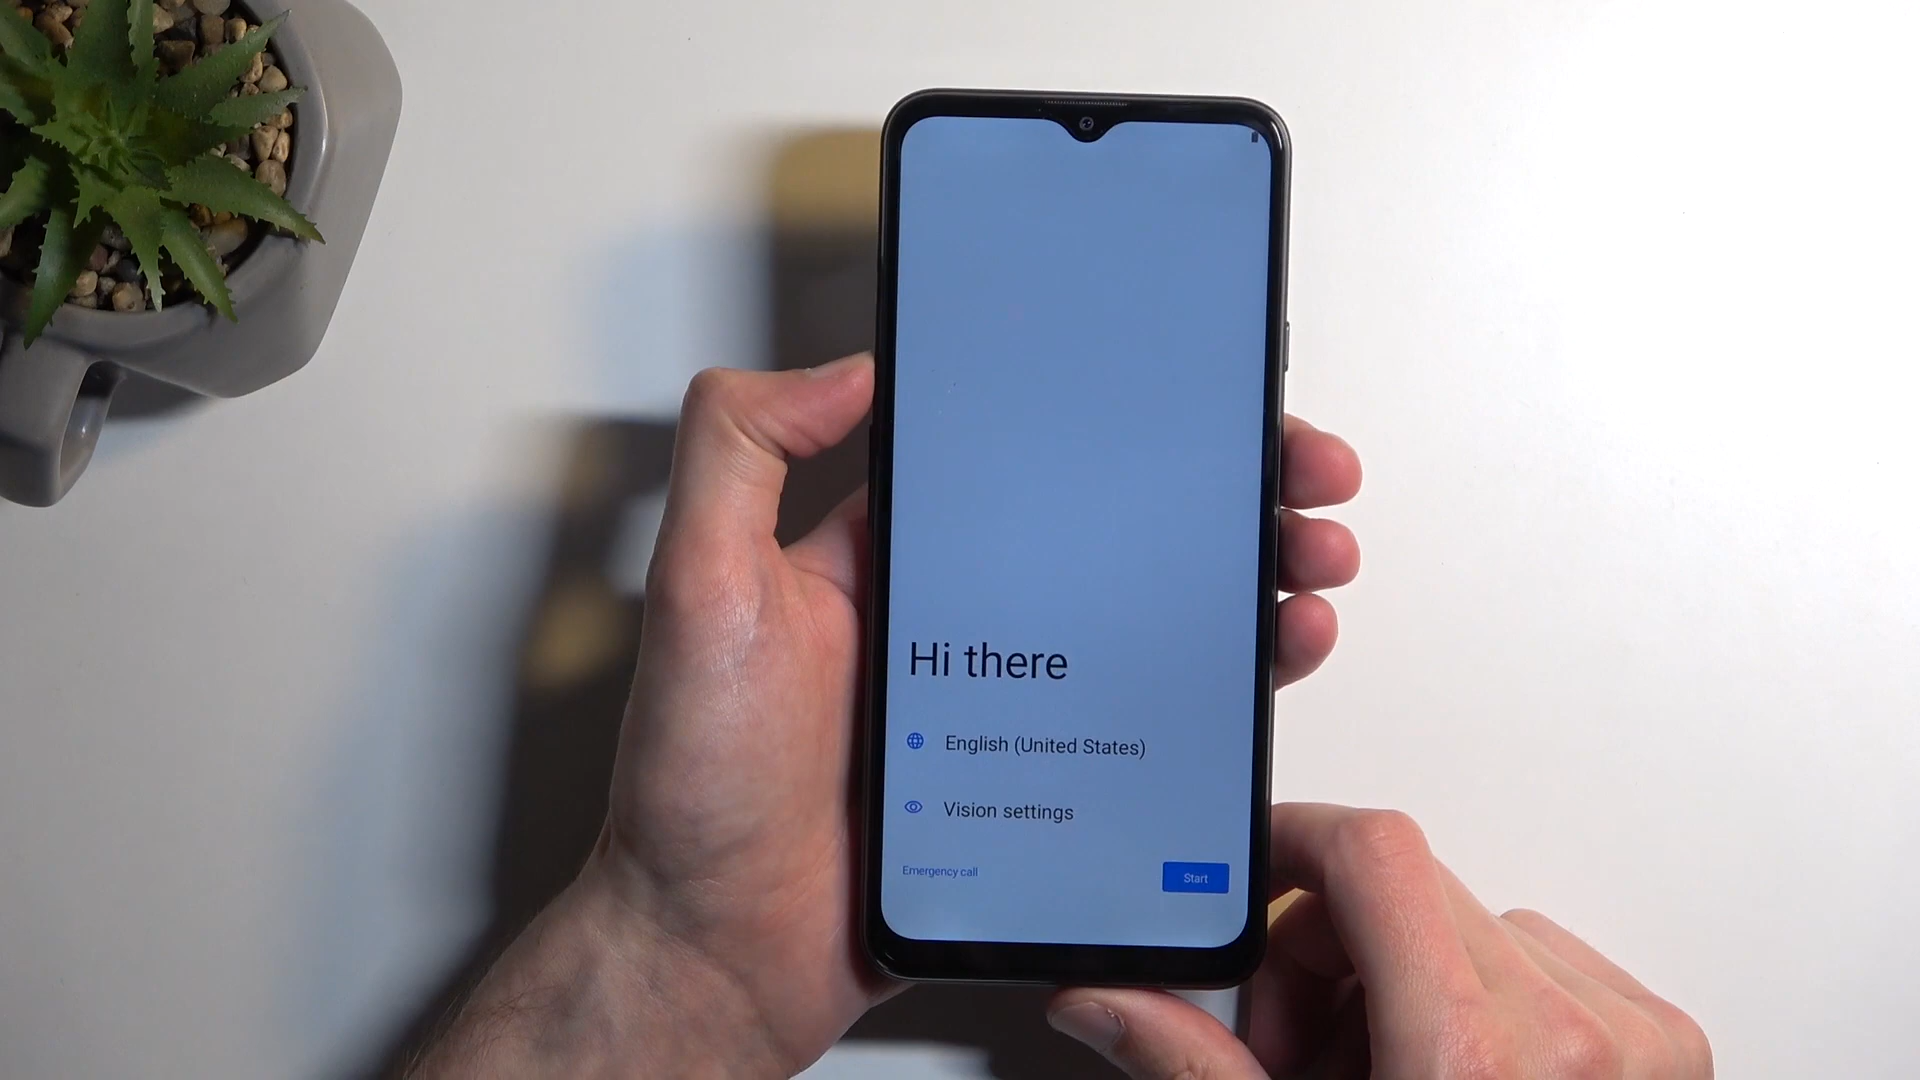 Hi there
English (United States)
Vision settings
Emergency call
Start